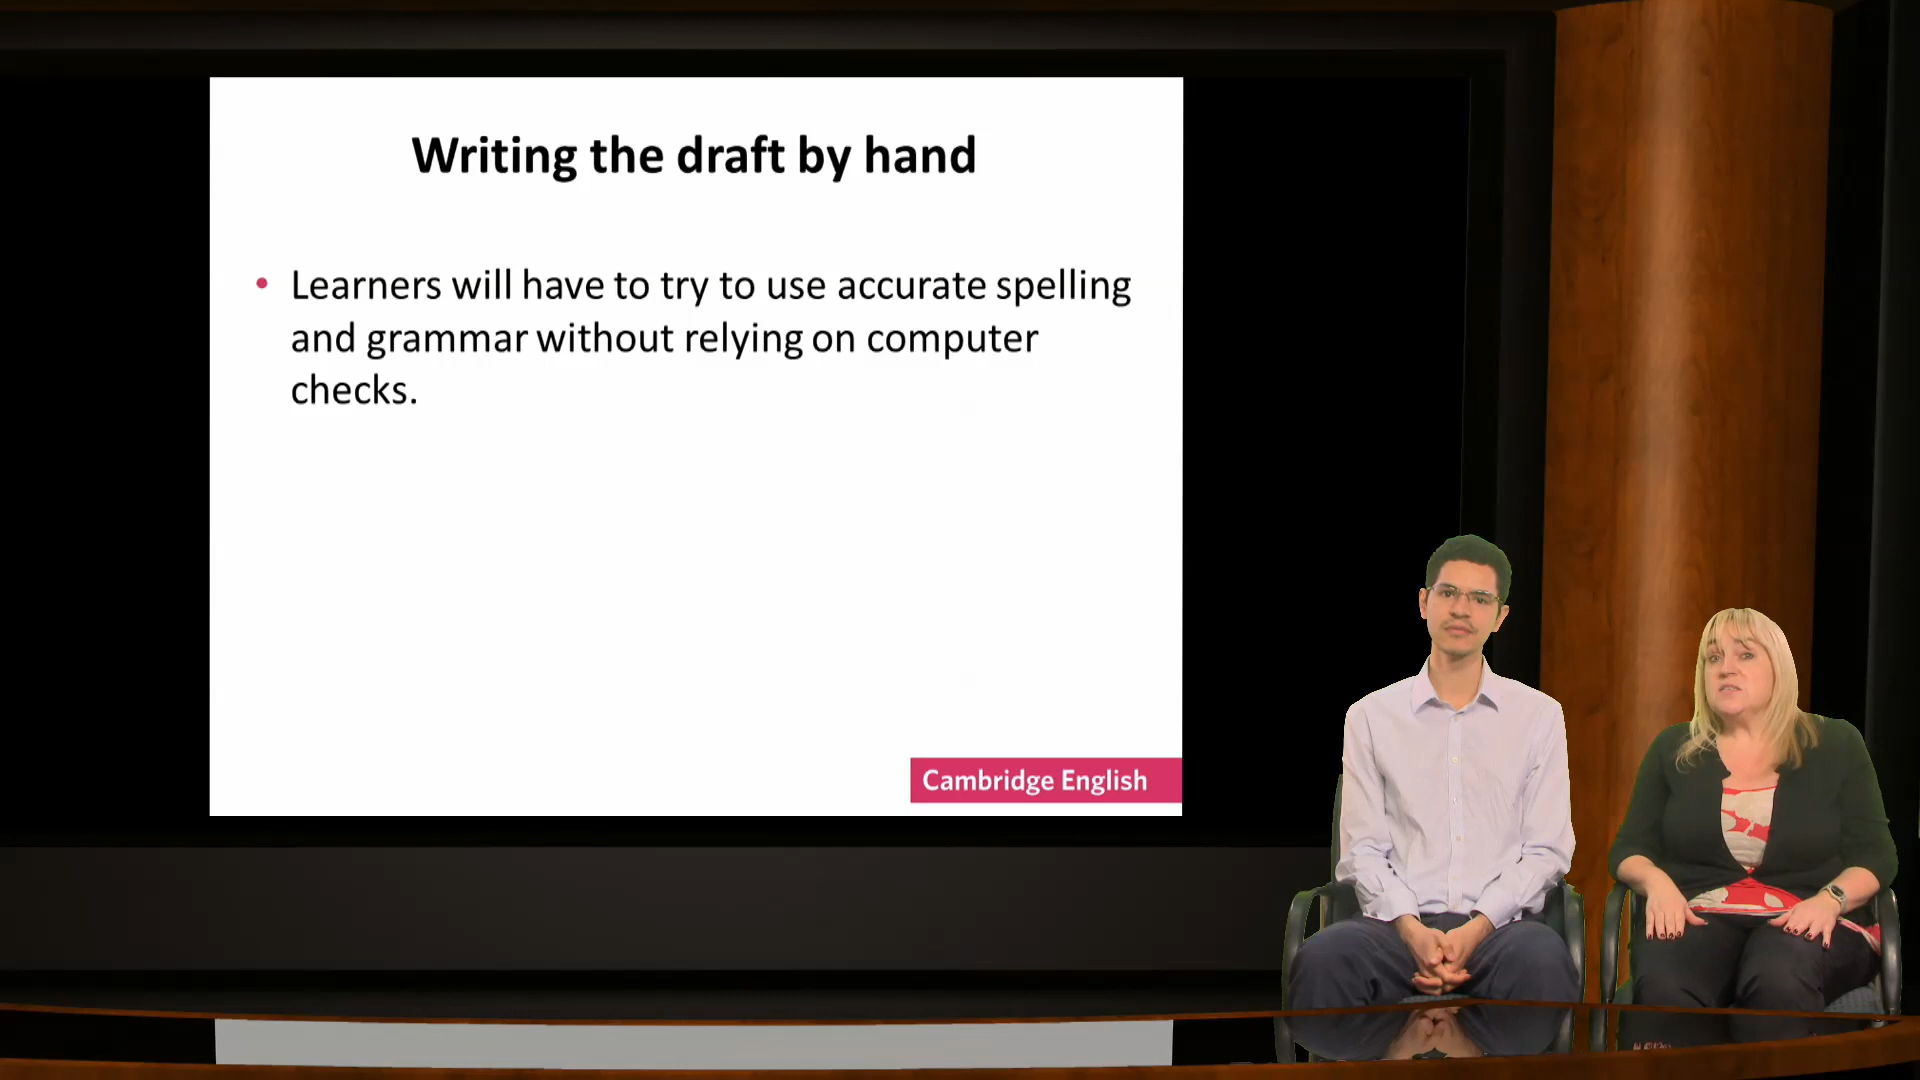 Writing the draft by hand
• Learners will have to try to use accurate spelling
and grammar without relying on computer
checks.
Cambridge English